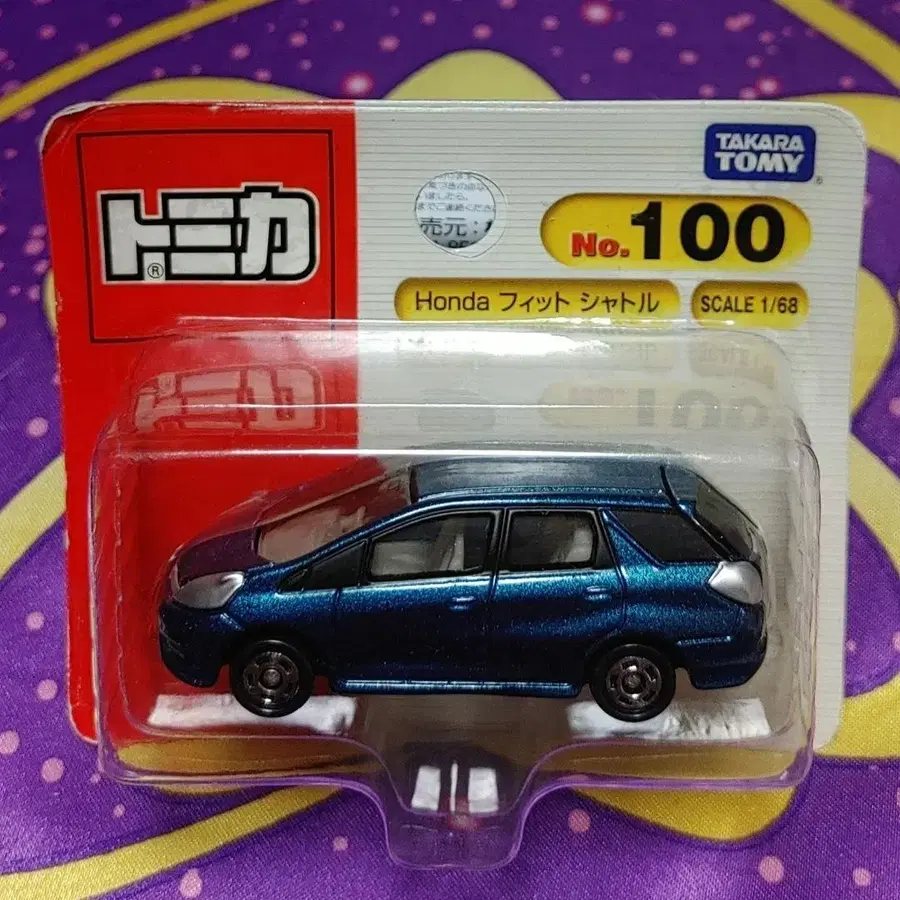 トミカ
®
TAKARA
TOMY
No.100
Honda フィット シャトル
SCALE 1/68
売元：